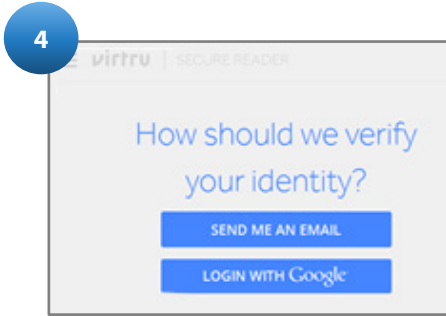 4
virtru | SECURE READER
How should we verify
your identity?
SEND ME AN EMAIL
LOGIN WITH Google